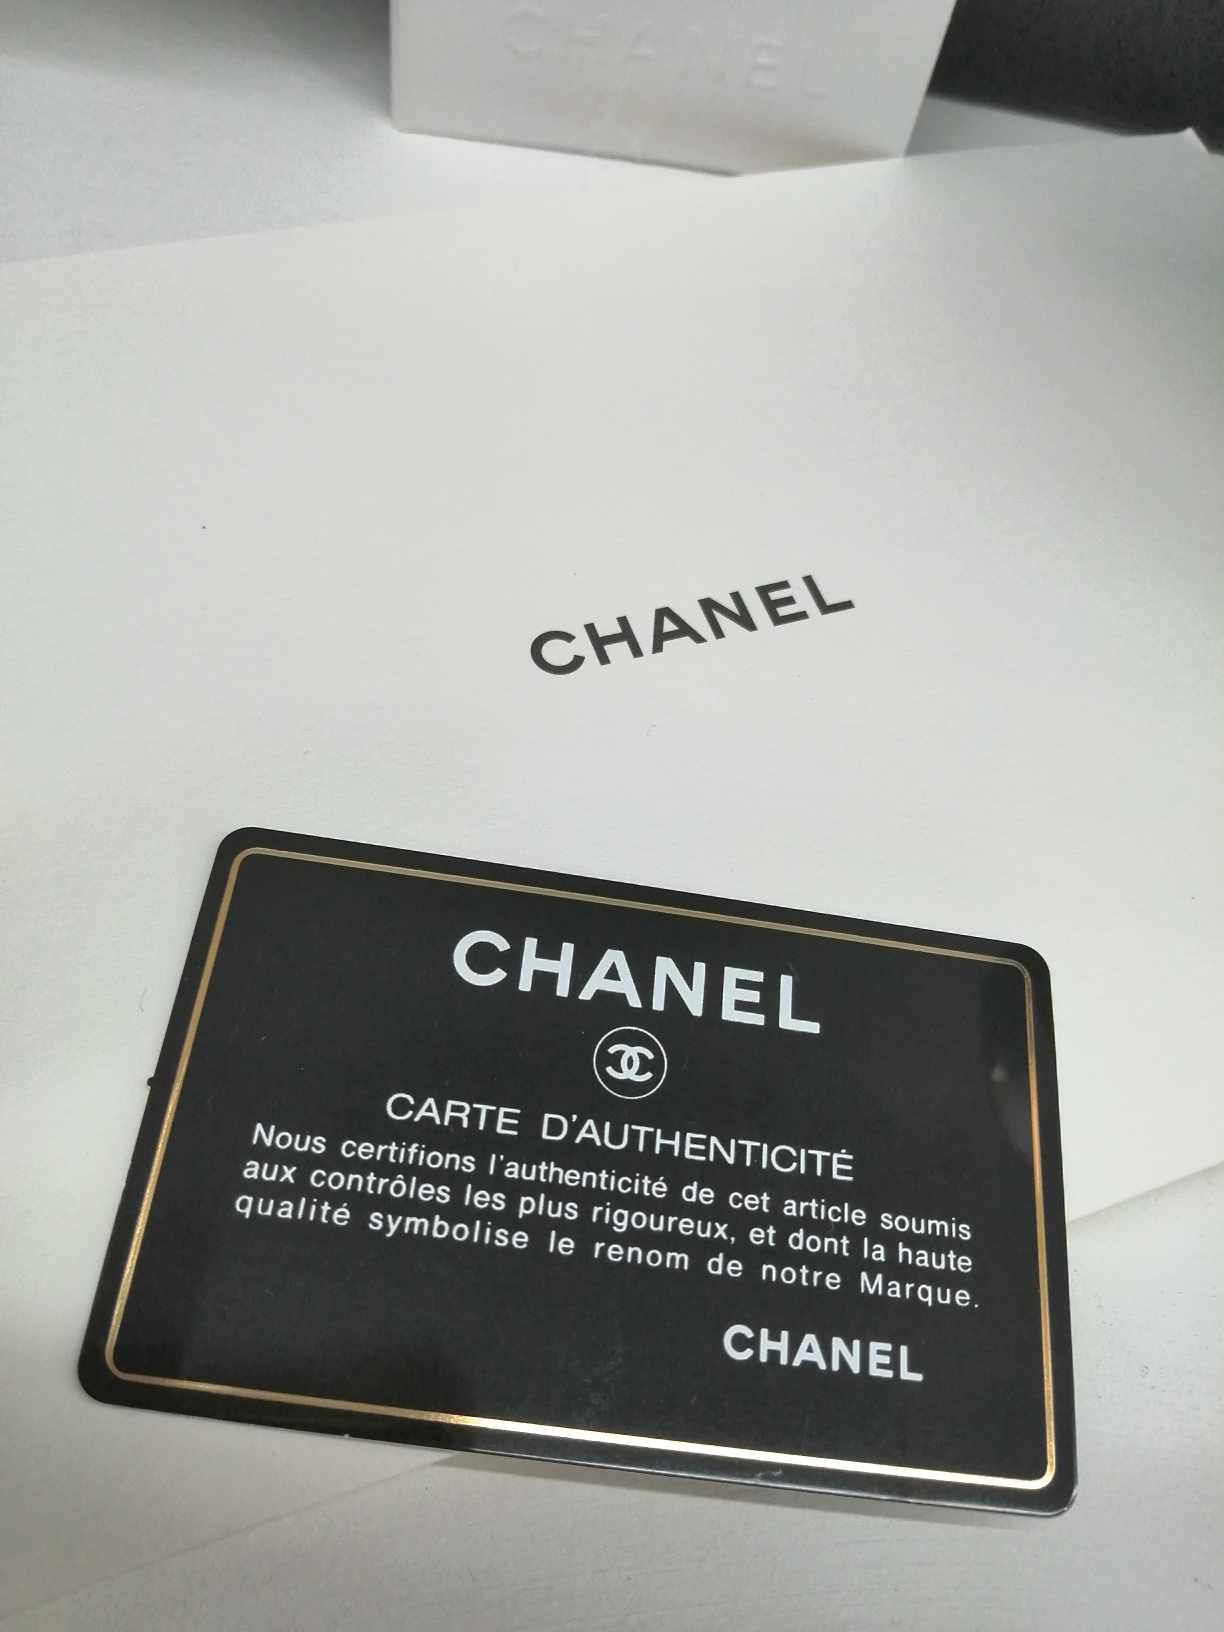 CHANEL
CHANEL
CHANEL
CARTE D'AUTHENTICITÉ
Nous certifions l'authenticité de cet article soumis
aux contrôles les plus rigoureux, et dont la haute
qualité symbolise le renom de notre Marque.
CHANEL